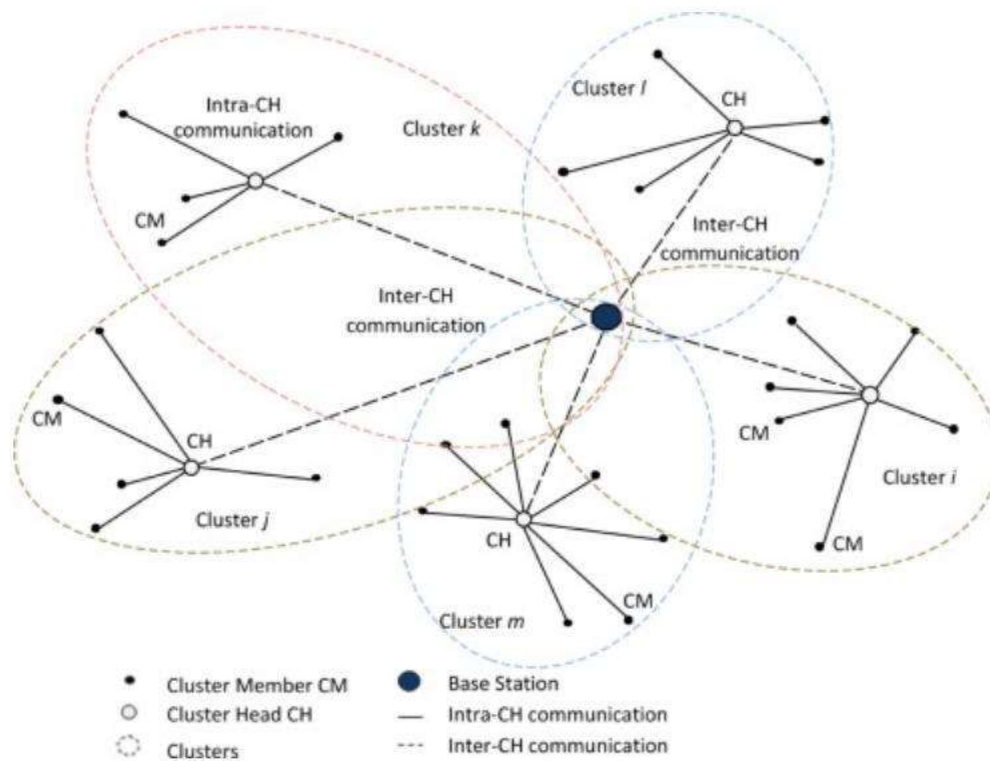 Cluster l
CH
Intra-CH
communication
Cluster k
CM
Inter-CH
communication
Inter-CH
communication
CM
CH
Cluster j
CM
Cluster i
CM
CH
CM
Cluster m
Cluster Member CM
Base Station
Cluster Head CH
Intra-CH communication
Clusters
Inter-CH communication